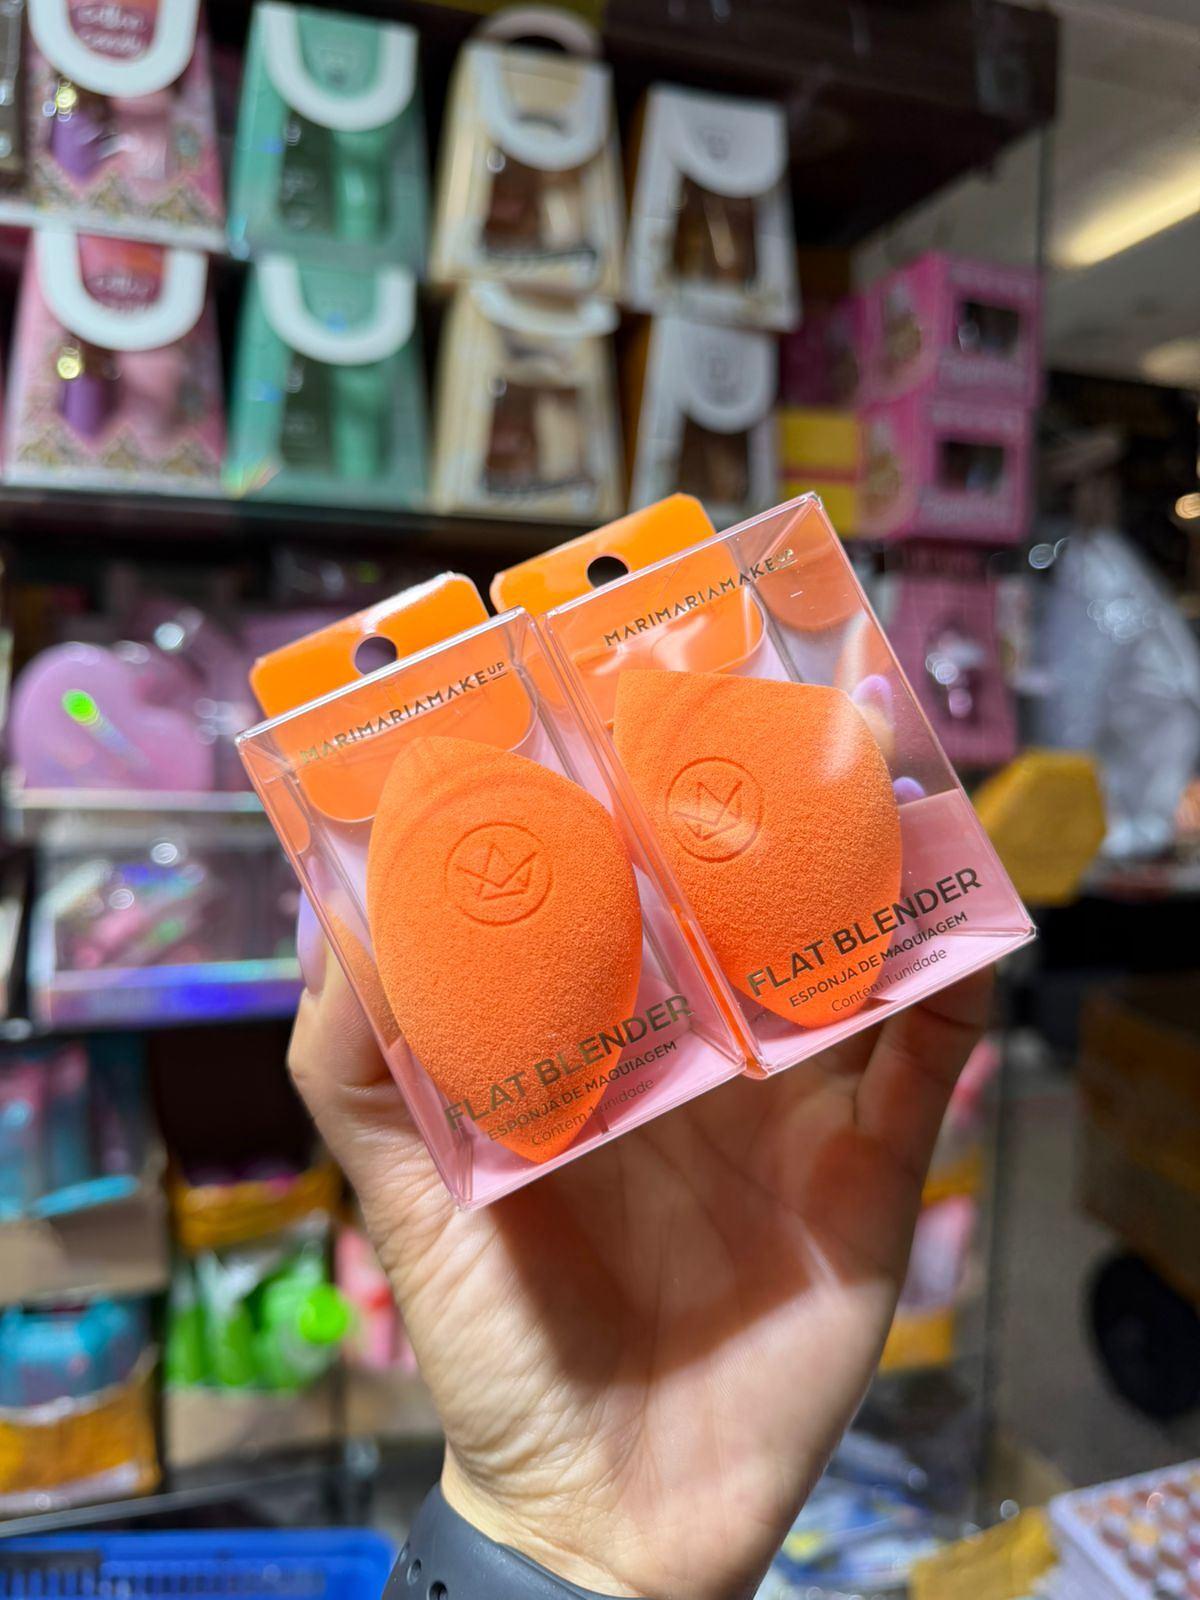 MARIMARIAMAKEUP
FLAT BLENDER
ESPONJA DE MAQUIAGEM
Contém 1 unidade
MARIMARIAMAKEUP
FLAT BLENDER
ESPONJA DE MAQUIAGEM
Contém 1 unidade